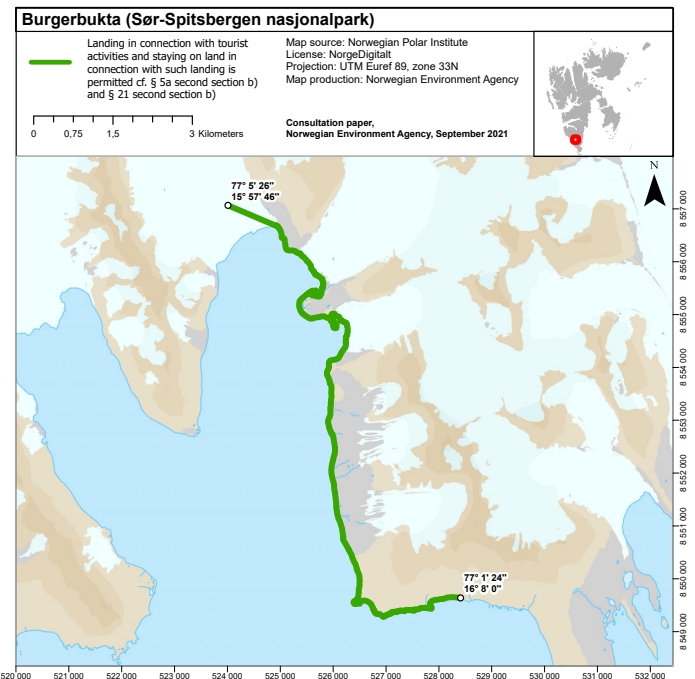 Burgerbukta (Sør-Spitsbergen nasjonalpark)
Landing in connection with tourist
activities and staying on land in
connection with such landing is
permitted cf. § 5a second section b)
and § 21 second section b)
0 0,75 1,5 3 Kilometers
Map source: Norwegian Polar Institute
License: NorgeDigitalt
Projection: UTM Euref 89, zone 33N
Map production: Norwegian Environment Agency
Consultation paper,
Norwegian Environment Agency, September 2021
N
77° 5' 26"
15° 57' 46"
77° 1' 24"
16° 8' 0"
8 557 000
8 556 000
8 555 000
8 554 000
8 553 000
8 552 000
8 551 000
8 550 000
8 549 000
520 000 521 000 522 000 523 000 524 000 525 000 526 000 527 000 528 000 529 000 530 000 531 000 532 000